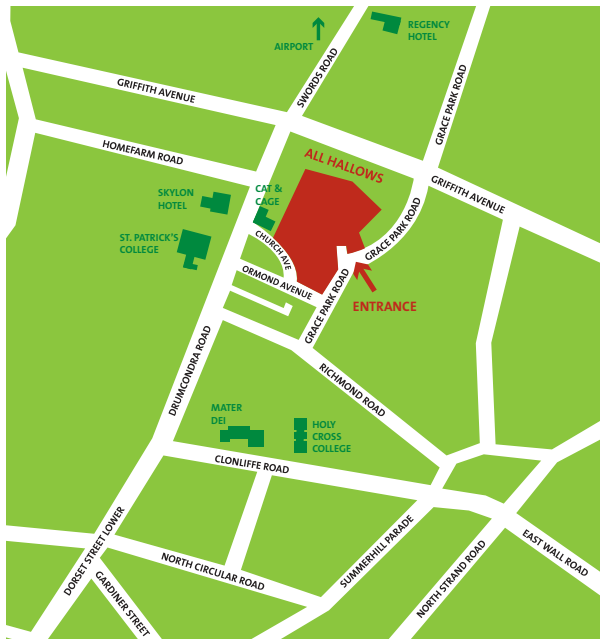 REGENCY
HOTEL
AIRPORT
SWORDS ROAD
GRACE PARK ROAD
GRIFFITH AVENUE
HOMEFARM ROAD
ALL HALLOWS
GRIFFITH AVENUE
SKYLON
HOTEL
CAT &
CAGE
GRACE PARK ROAD
ST. PATRICK'S
COLLEGE
CHURCH AVE
ORMOND AVENUE
GRACE PARK ROAD
ENTRANCE
DRUMCONDRA ROAD
RICHMOND ROAD
MATER
DEI
HOLY
CROSS
COLLEGE
CLONLIFFE ROAD
DORSET STREET LOWER
NORTH CIRCULAR ROAD
GARDINER STREET
SUMMERHILL PARADE
NORTH STRAND ROAD
EAST WALL ROAD